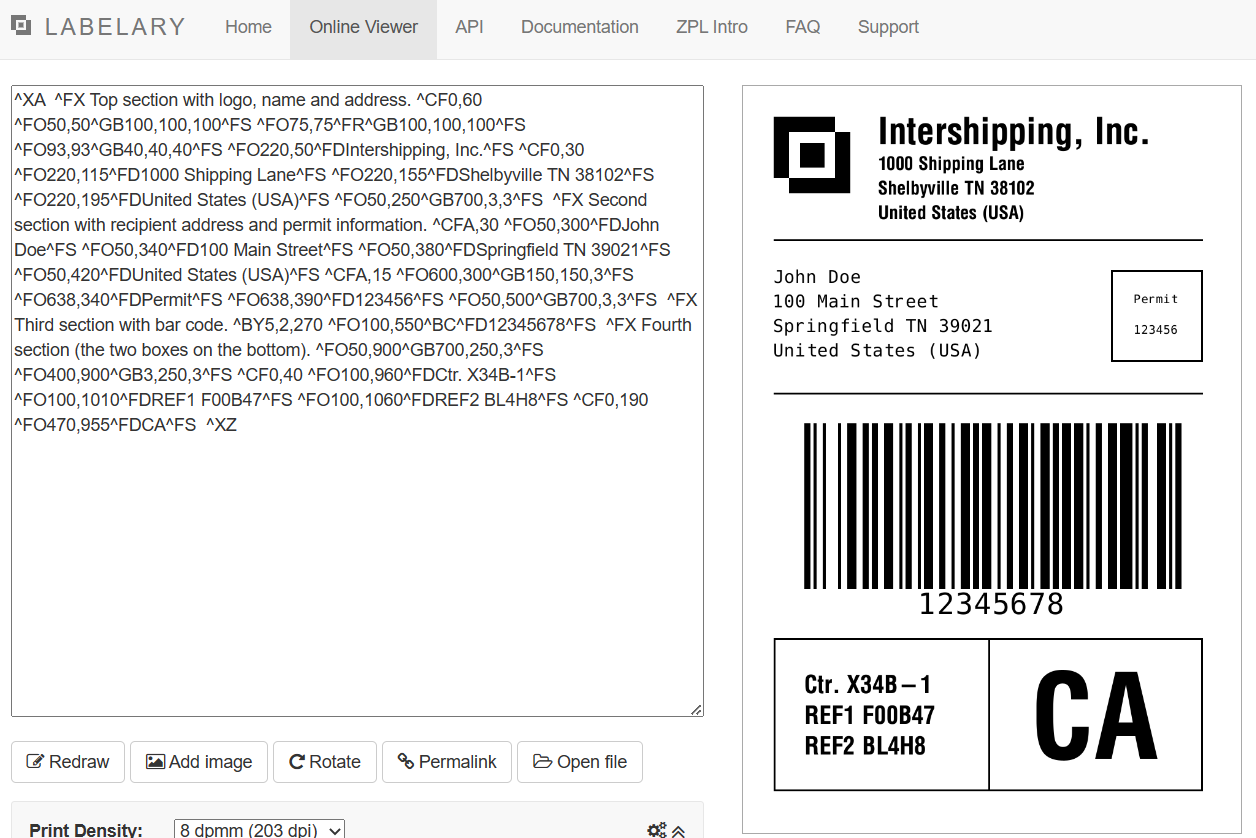 LABELARY Home Online Viewer API Documentation ZPL Intro FAQ Support
^XA  ^FX Top section with logo, name and address. ^CF0,60
^FO50,50^GB100,100,100^FS ^FO75,75^FR^GB100,100,100^FS
^FO93,93^GB40,40,40^FS ^FO220,50^FDIntershipping, Inc.^FS ^CF0,30
^FO220,115^FD1000 Shipping Lane^FS ^FO220,155^FDShelbyville TN 38102^FS
^FO220,195^FDUnited States (USA)^FS ^FO50,250^GB700,3,3^FS  ^FX Second
section with recipient address and permit information. ^CFA,30 ^FO50,300^FDJohn
Doe^FS ^FO50,340^FD100 Main Street^FS ^FO50,380^FDSpringfield TN 39021^FS
^FO50,420^FDUnited States (USA)^FS ^CFA,15 ^FO600,300^GB150,150,3^FS
^FO638,340^FDPermit^FS ^FO638,390^FD123456^FS ^FO50,500^GB700,3,3^FS  ^FX
Third section with bar code. ^BY5,2,270 ^FO100,550^BC^FD12345678^FS  ^FX Fourth
section (the two boxes on the bottom). ^FO50,900^GB700,250,3^FS
^FO400,900^GB3,250,3^FS ^CF0,40 ^FO100,960^FDCtr. X34B-1^FS
^FO100,1010^FDREF1 F00B47^FS ^FO100,1060^FDREF2 BL4H8^FS ^CF0,190
^FO470,955^FDCA^FS  ^XZ
Redraw Add image Rotate Permalink Open file
Print Density: 8 dpmm (203 dpi)
Intershipping, Inc.
1000 Shipping Lane
Shelbyville TN 38102
United States (USA)
John Doe
100 Main Street
Springfield TN 39021
United States (USA)
Permit
123456
12345678
Ctr. X34B-1
REF1 F00B47
REF2 BL4H8
CA